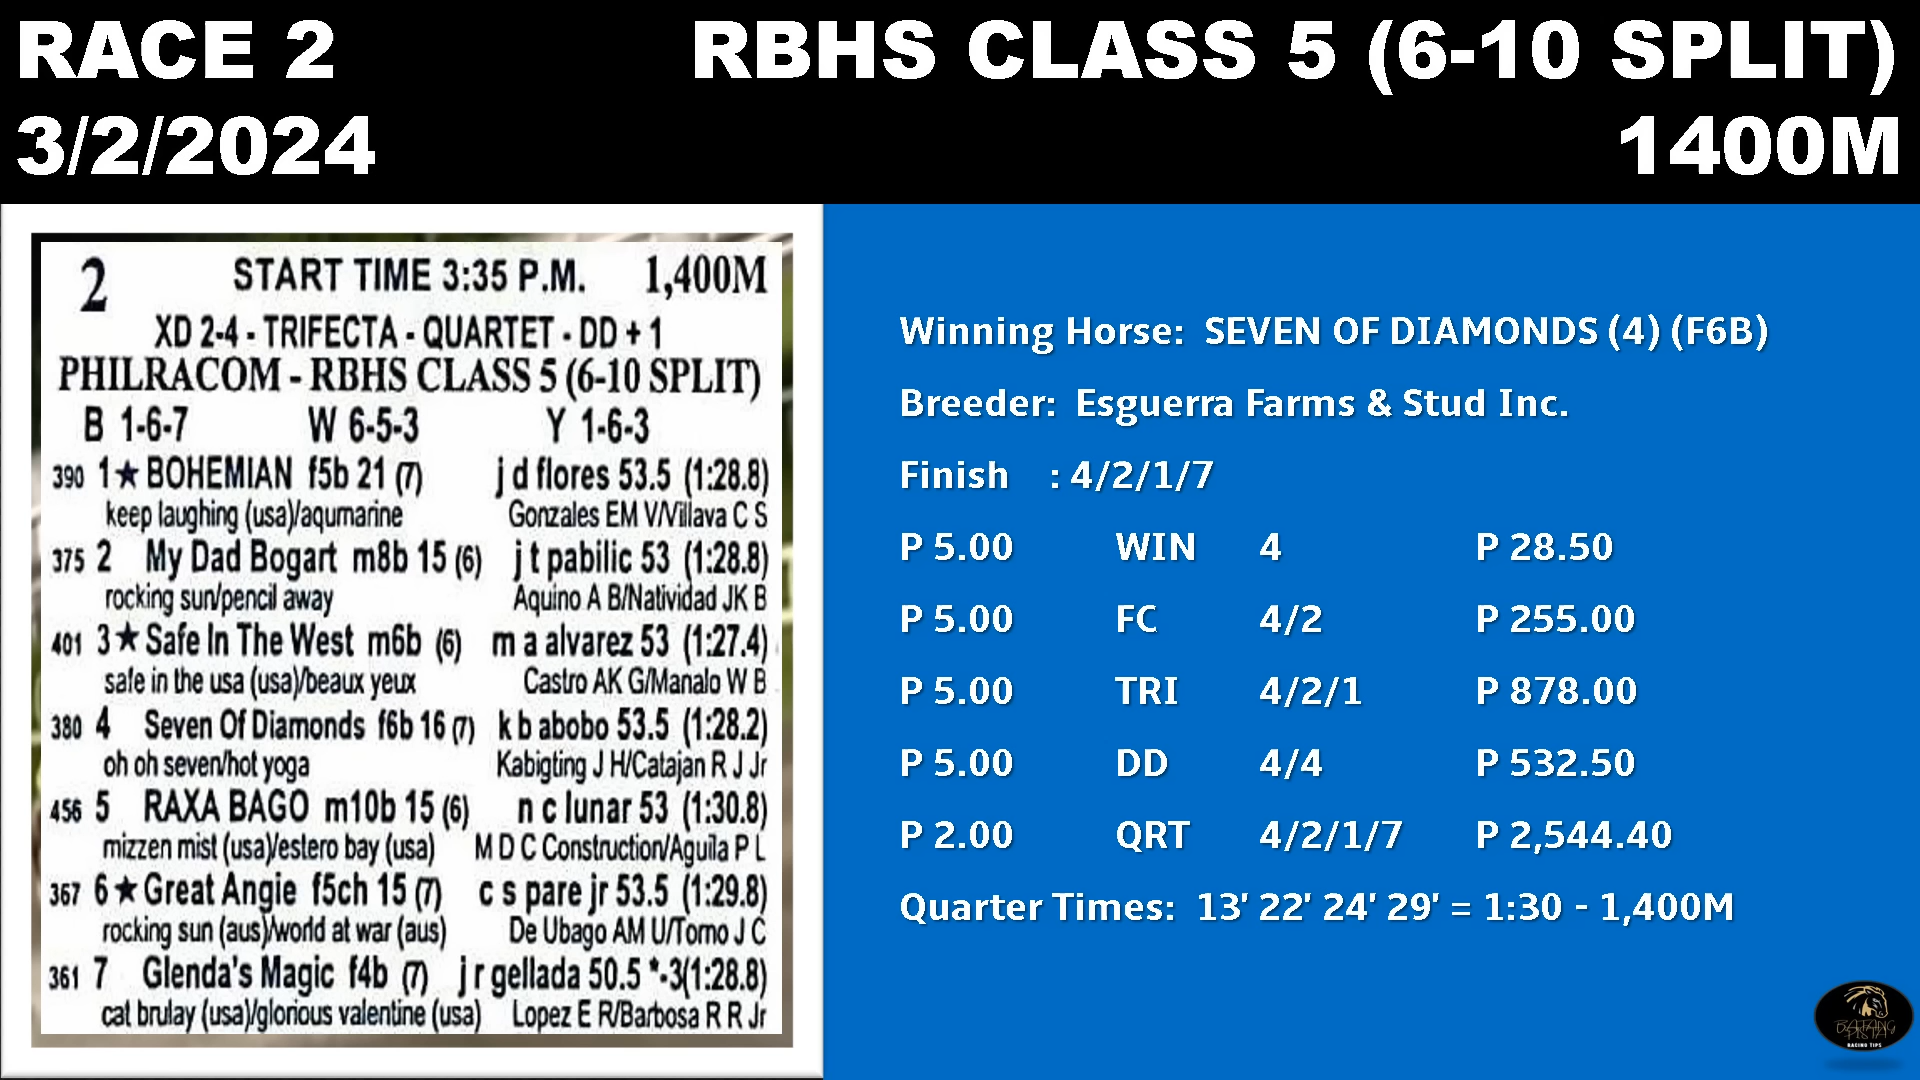 RACE 2
RBHS CLASS 5 (6-10 SPLIT)
3/2/2024
1400M
2 START TIME 3:35 P.M. 1,400M
XD 2-4 - TRIFECTA - QUARTET - DD + 1
PHILRACOM - RBHS CLASS 5 (6-10 SPLIT)
B 1-6-7 W 6-5-3 Y 1-6-3
390 1★ BOHEMIAN f5b 21 (7) j d flores 53.5 (1:28.8)
keep laughing (usa)/aqumarine Gonzales EM V/Villava C S
375 2 My Dad Bogart m8b 15 (6) j t pabilic 53 (1:28.8)
rocking sun/pencil away Aquino A B/Natividad JK B
401 3★ Safe In The West m6b (6) m a alvarez 53 (1:27.4)
safe in the usa (usa)/beaux yeux Castro AK G/Manalo W B
380 4 Seven Of Diamonds f6b 16 (7) k b abobo 53.5 (1:28.2)
oh oh seven/hot yoga Kabigting J H/Catajan R J Jr
456 5 RAXA BAGO m10b 15 (6) n c lunar 53 (1:30.8)
mizzen mist (usa)/estero bay (usa) M D C Construction/Aguila P L
367 6★ Great Angie f5ch 15 (7) c s pare jr 53.5 (1:29.8)
rocking sun (aus)/world at war (aus) De Ubago AM U/Torno J C
361 7 Glenda's Magic f4b (7) j r gellada 50.5 *-3(1:28.8)
cat brulay (usa)/glorious valentine (usa) Lopez E R/Barbosa R R Jr
Winning Horse: SEVEN OF DIAMONDS (4) (F6B)
Breeder: Esguerra Farms & Stud Inc.
Finish : 4/2/1/7
P 5.00 WIN 4 P 28.50
P 5.00 FC 4/2 P 255.00
P 5.00 TRI 4/2/1 P 878.00
P 5.00 DD 4/4 P 532.50
P 2.00 QRT 4/2/1/7 P 2,544.40
Quarter Times: 13' 22' 24' 29' = 1:30 - 1,400M
BATANG
PISTA
RACING TIPS